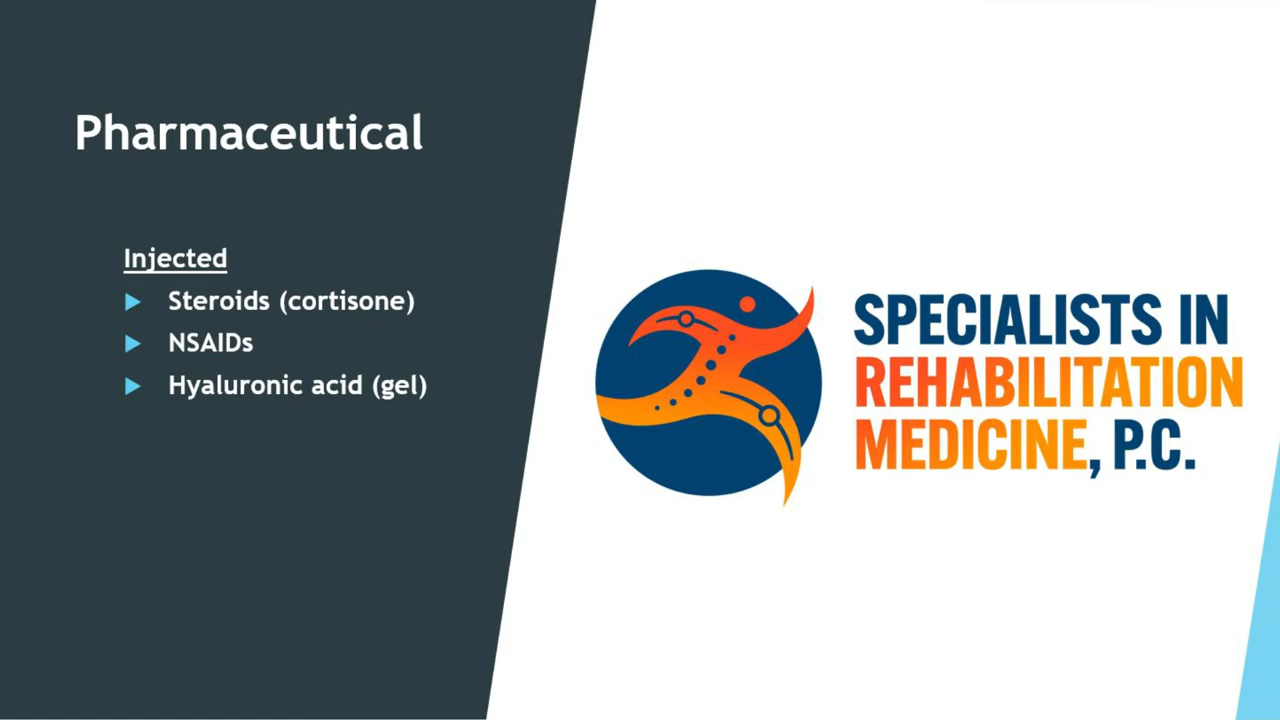 Pharmaceutical
Injected
Steroids (cortisone)
NSAIDs
Hyaluronic acid (gel)
SPECIALISTS IN
REHABILITATION
MEDICINE, P.C.